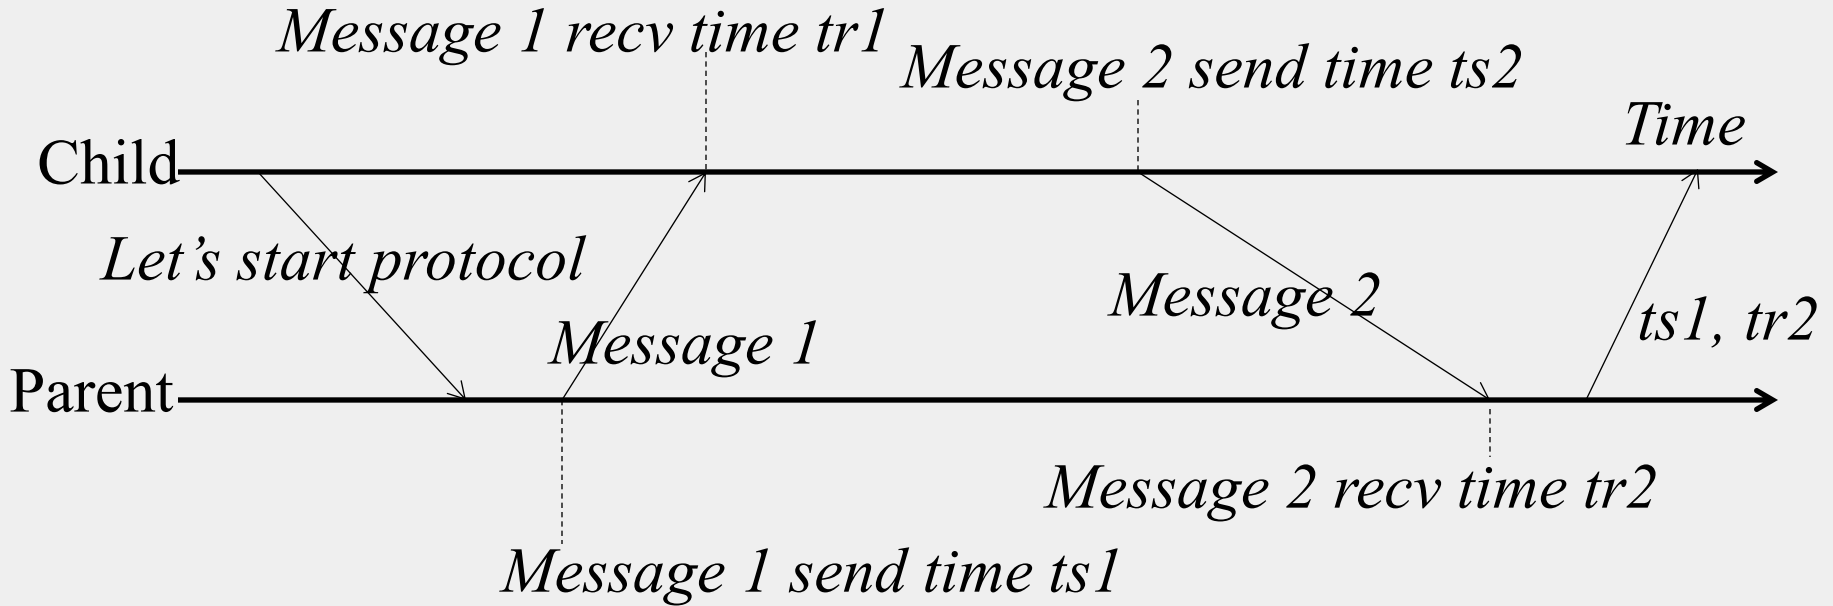 Message 1 recv time tr1
Message 2 send time ts2
Time
Child
Let’s start protocol
Message 2
ts1, tr2
Message 1
Parent
Message 2 recv time tr2
Message 1 send time ts1